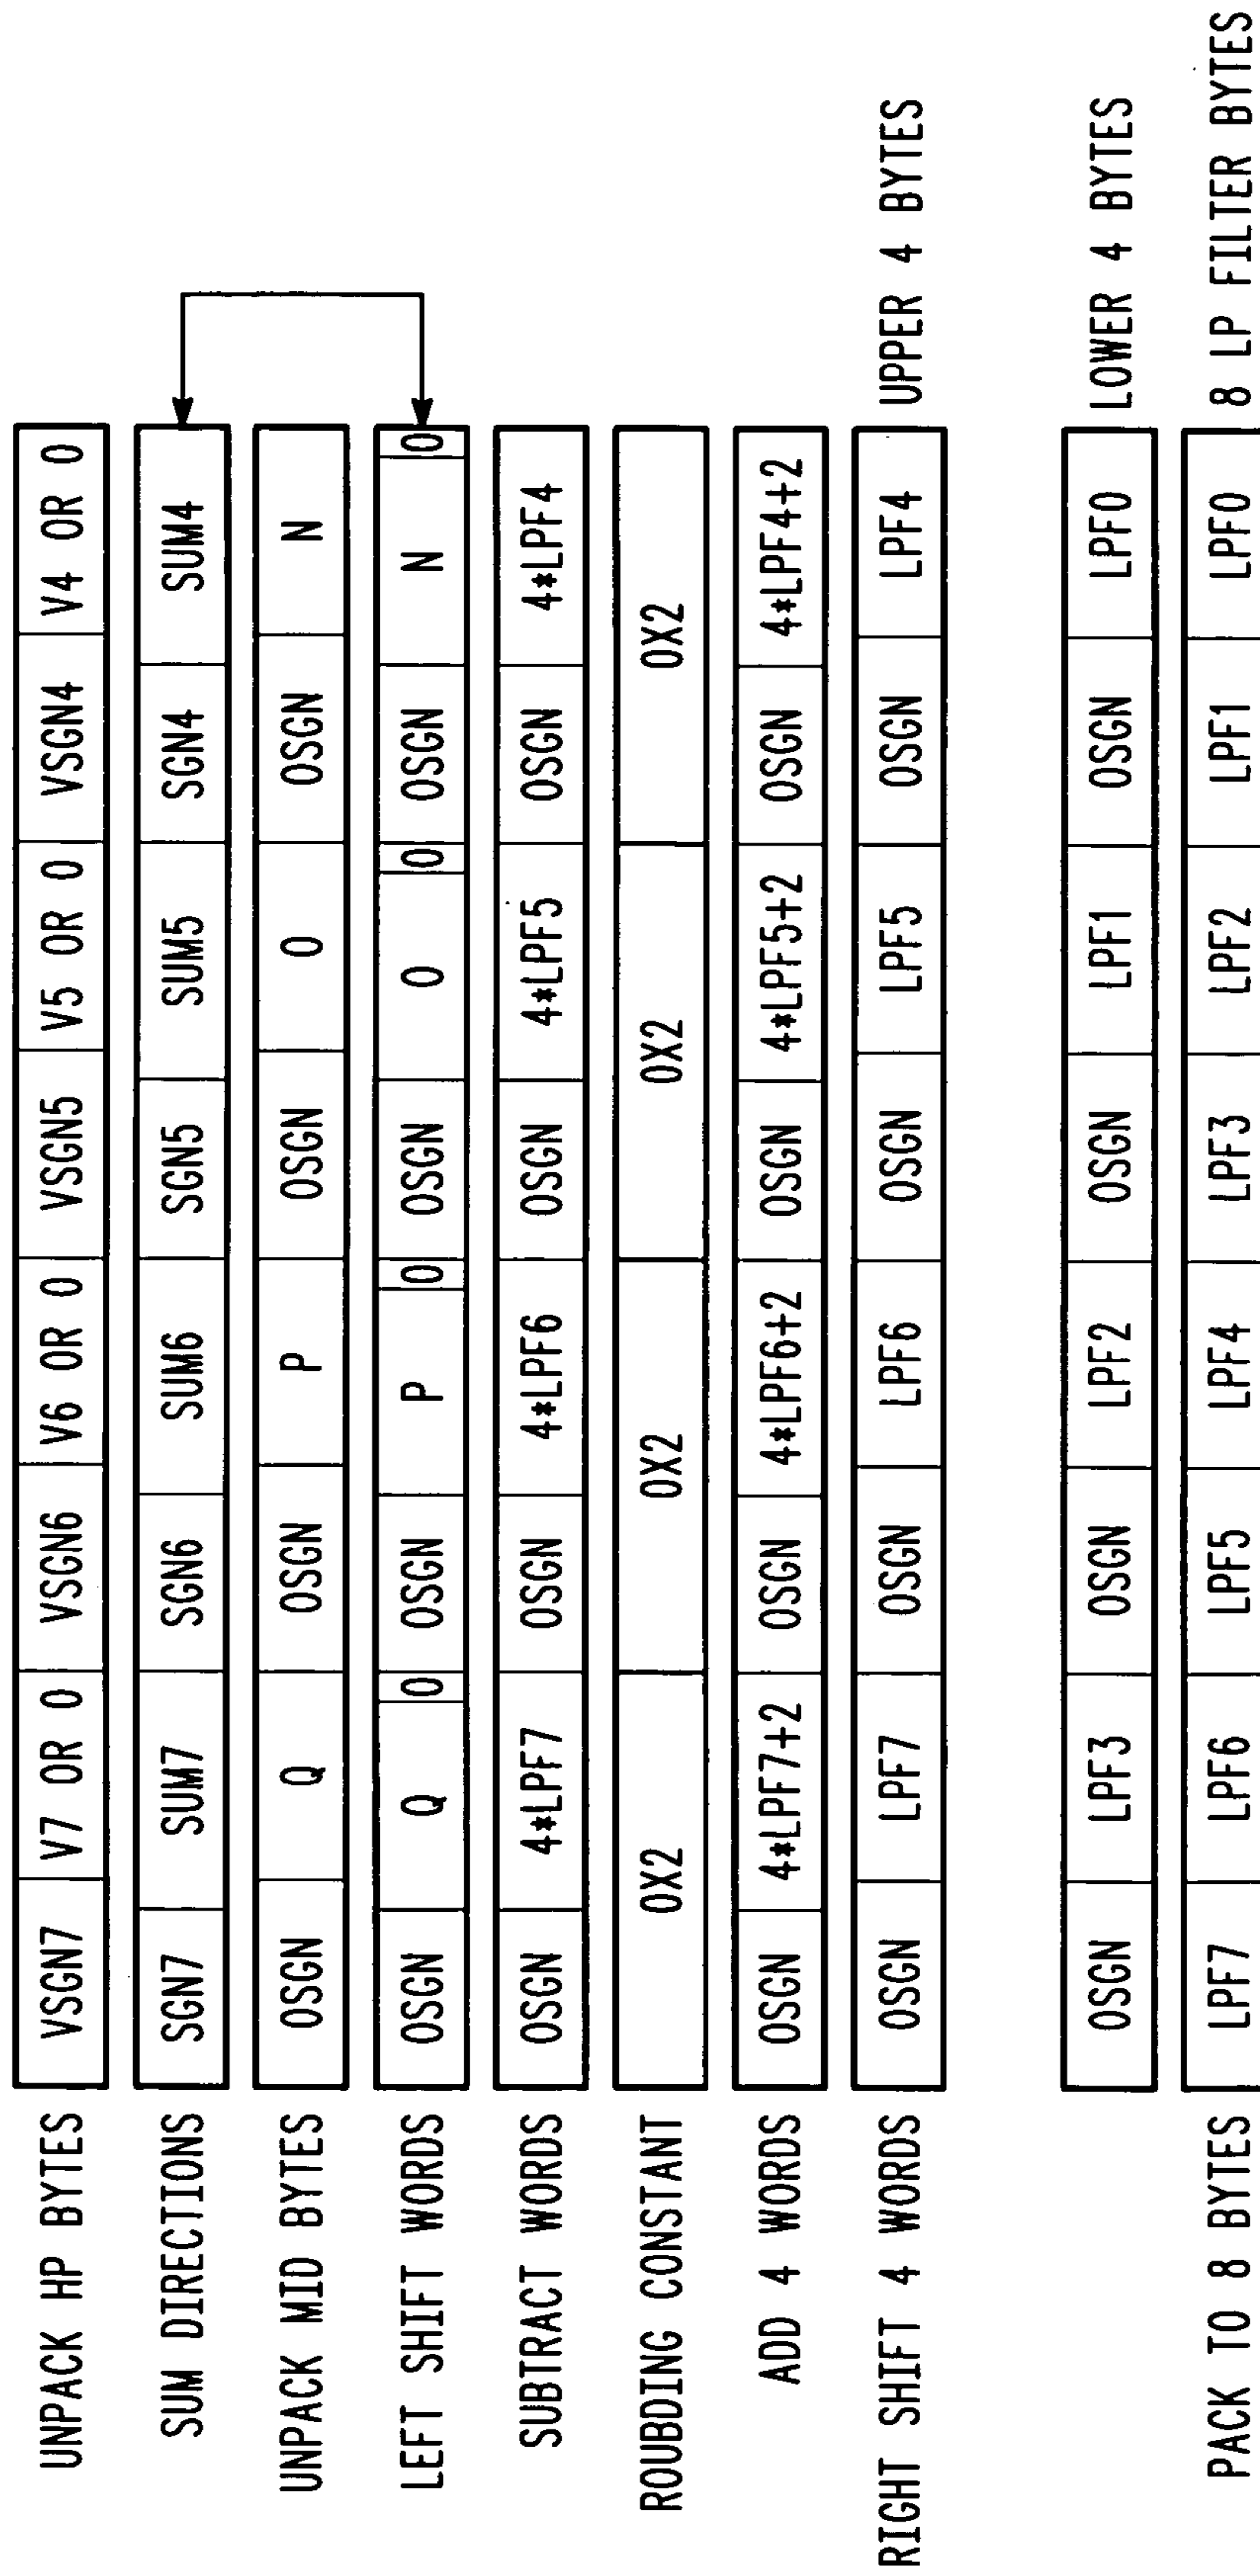 UNPACK HP BYTES VSGN7 V7 OR 0 VSGN6 V6 OR 0 VSGN5 V5 OR 0 VSGN4 V4 OR 0
SUM DIRECTIONS SGN7 SUM7 SGN6 SUM6 SGN5 SUM5 SGN4 SUM4
UNPACK MID BYTES OSGN Q OSGN P OSGN O OSGN N
LEFT SHIFT WORDS OSGN Q 0 OSGN P 0 OSGN O 0 OSGN N 0
SUBTRACT WORDS OSGN 4*LPF7 OSGN 4*LPF6 OSGN 4*LPF5 OSGN 4*LPF4
ROUBDING CONSTANT 0X2 0X2 0X2 0X2
ADD 4 WORDS OSGN 4*LPF7+2 OSGN 4*LPF6+2 OSGN 4*LPF5+2 OSGN 4*LPF4+2
RIGHT SHIFT 4 WORDS OSGN LPF7 OSGN LPF6 OSGN LPF5 OSGN LPF4 UPPER 4 BYTES
OSGN LPF3 OSGN LPF2 OSGN LPF1 OSGN LPF0 LOWER 4 BYTES
PACK TO 8 BYTES LPF7 LPF6 LPF5 LPF4 LPF3 LPF2 LPF1 LPF0 8 LP FILTER BYTES